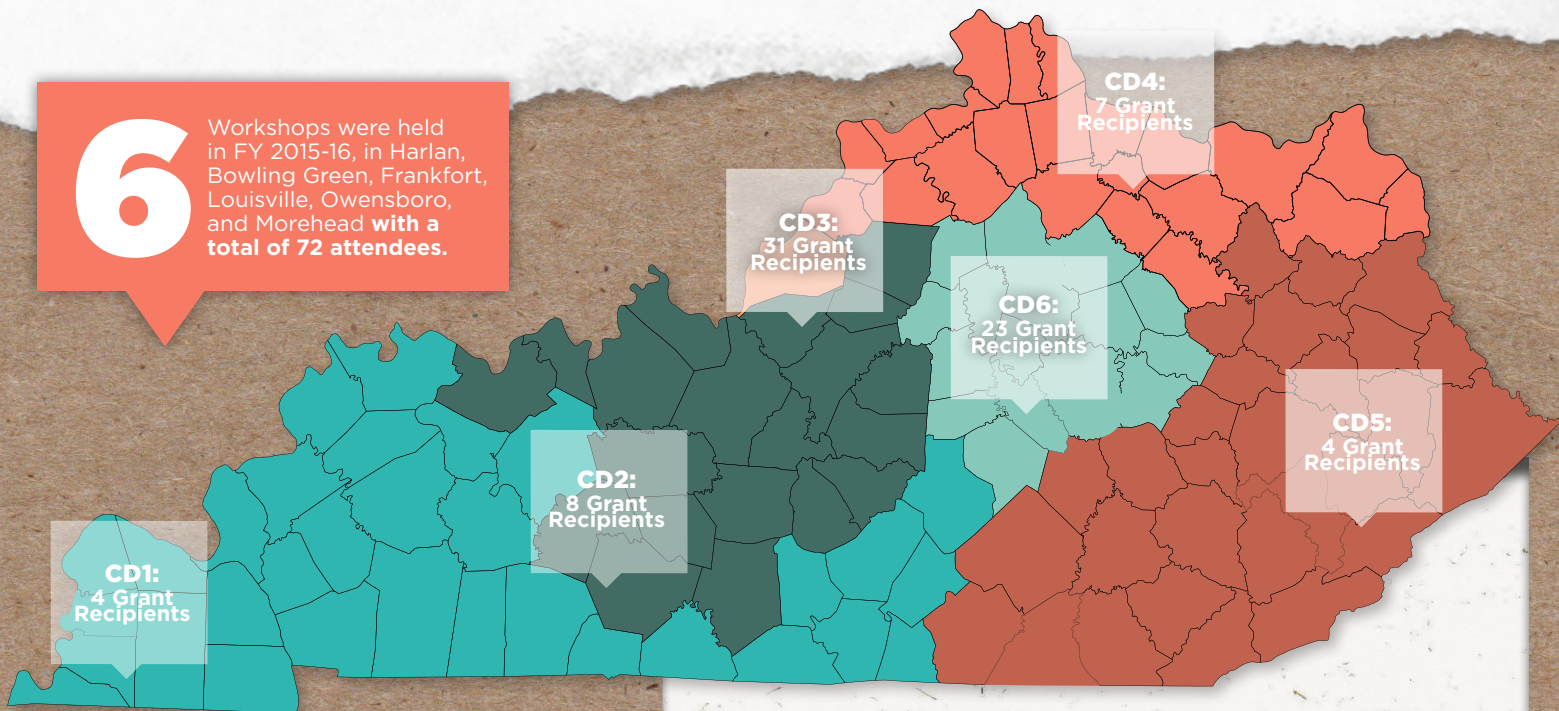 6
Workshops were held
in FY 2015-16, in Harlan,
Bowling Green, Frankfort,
Louisville, Owensboro,
and Morehead with a
total of 72 attendees.
CD4:
7 Grant
Recipients
CD3:
31 Grant
Recipients
CD6:
23 Grant
Recipients
CD5:
4 Grant
Recipients
CD2:
8 Grant
Recipients
CD1:
4 Grant
Recipients